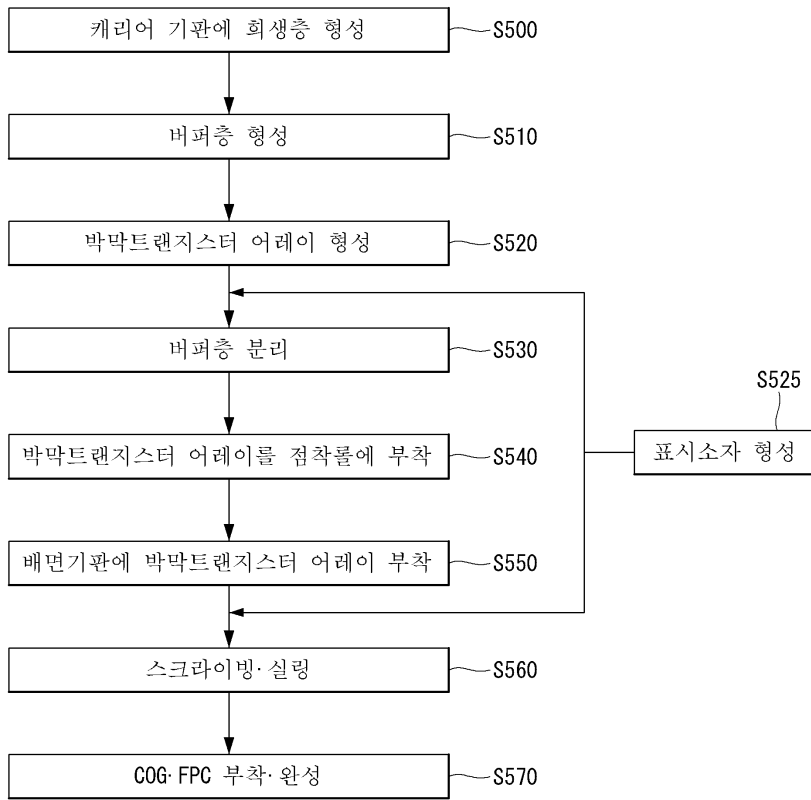 캐리어 기판에 희생층 형성
S500
버퍼층 형성
S510
박막트랜지스터 어레이 형성
S520
버퍼층 분리
S530
S525
표시소자 형성
박막트랜지스터 어레이를 점착롤에 부착
S540
배면기판에 박막트랜지스터 어레이 부착
S550
스크라이빙·실링
S560
COG·FPC 부착·완성
S570